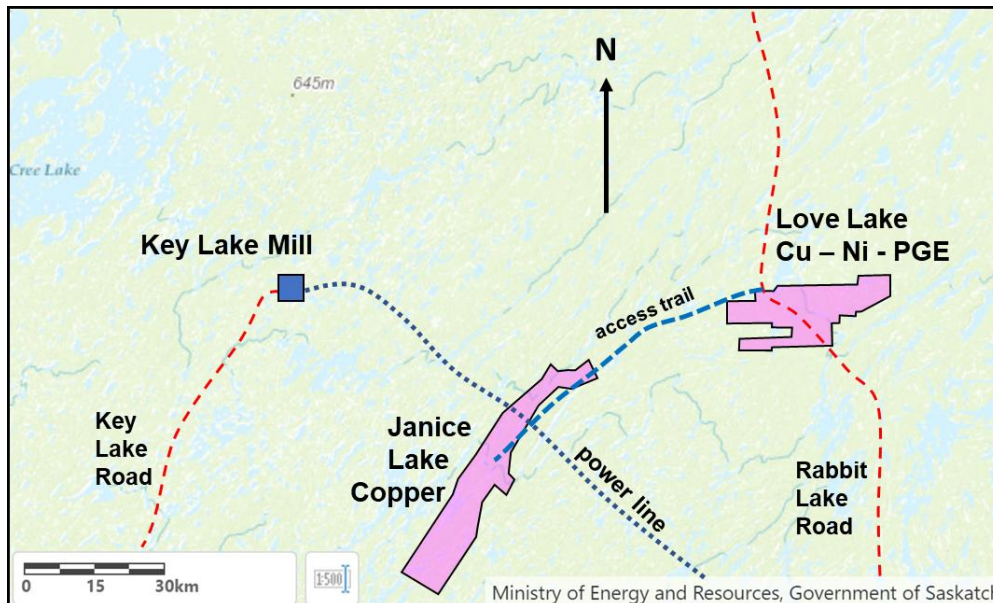 N
645m
Cree Lake
Key Lake Mill
Love Lake
Cu – Ni - PGE
access trail
Key
Lake
Road
Janice
Lake
Copper
power line
Rabbit
Lake
Road
0 15 30km
1:500
Ministry of Energy and Resources, Government of Saskatch